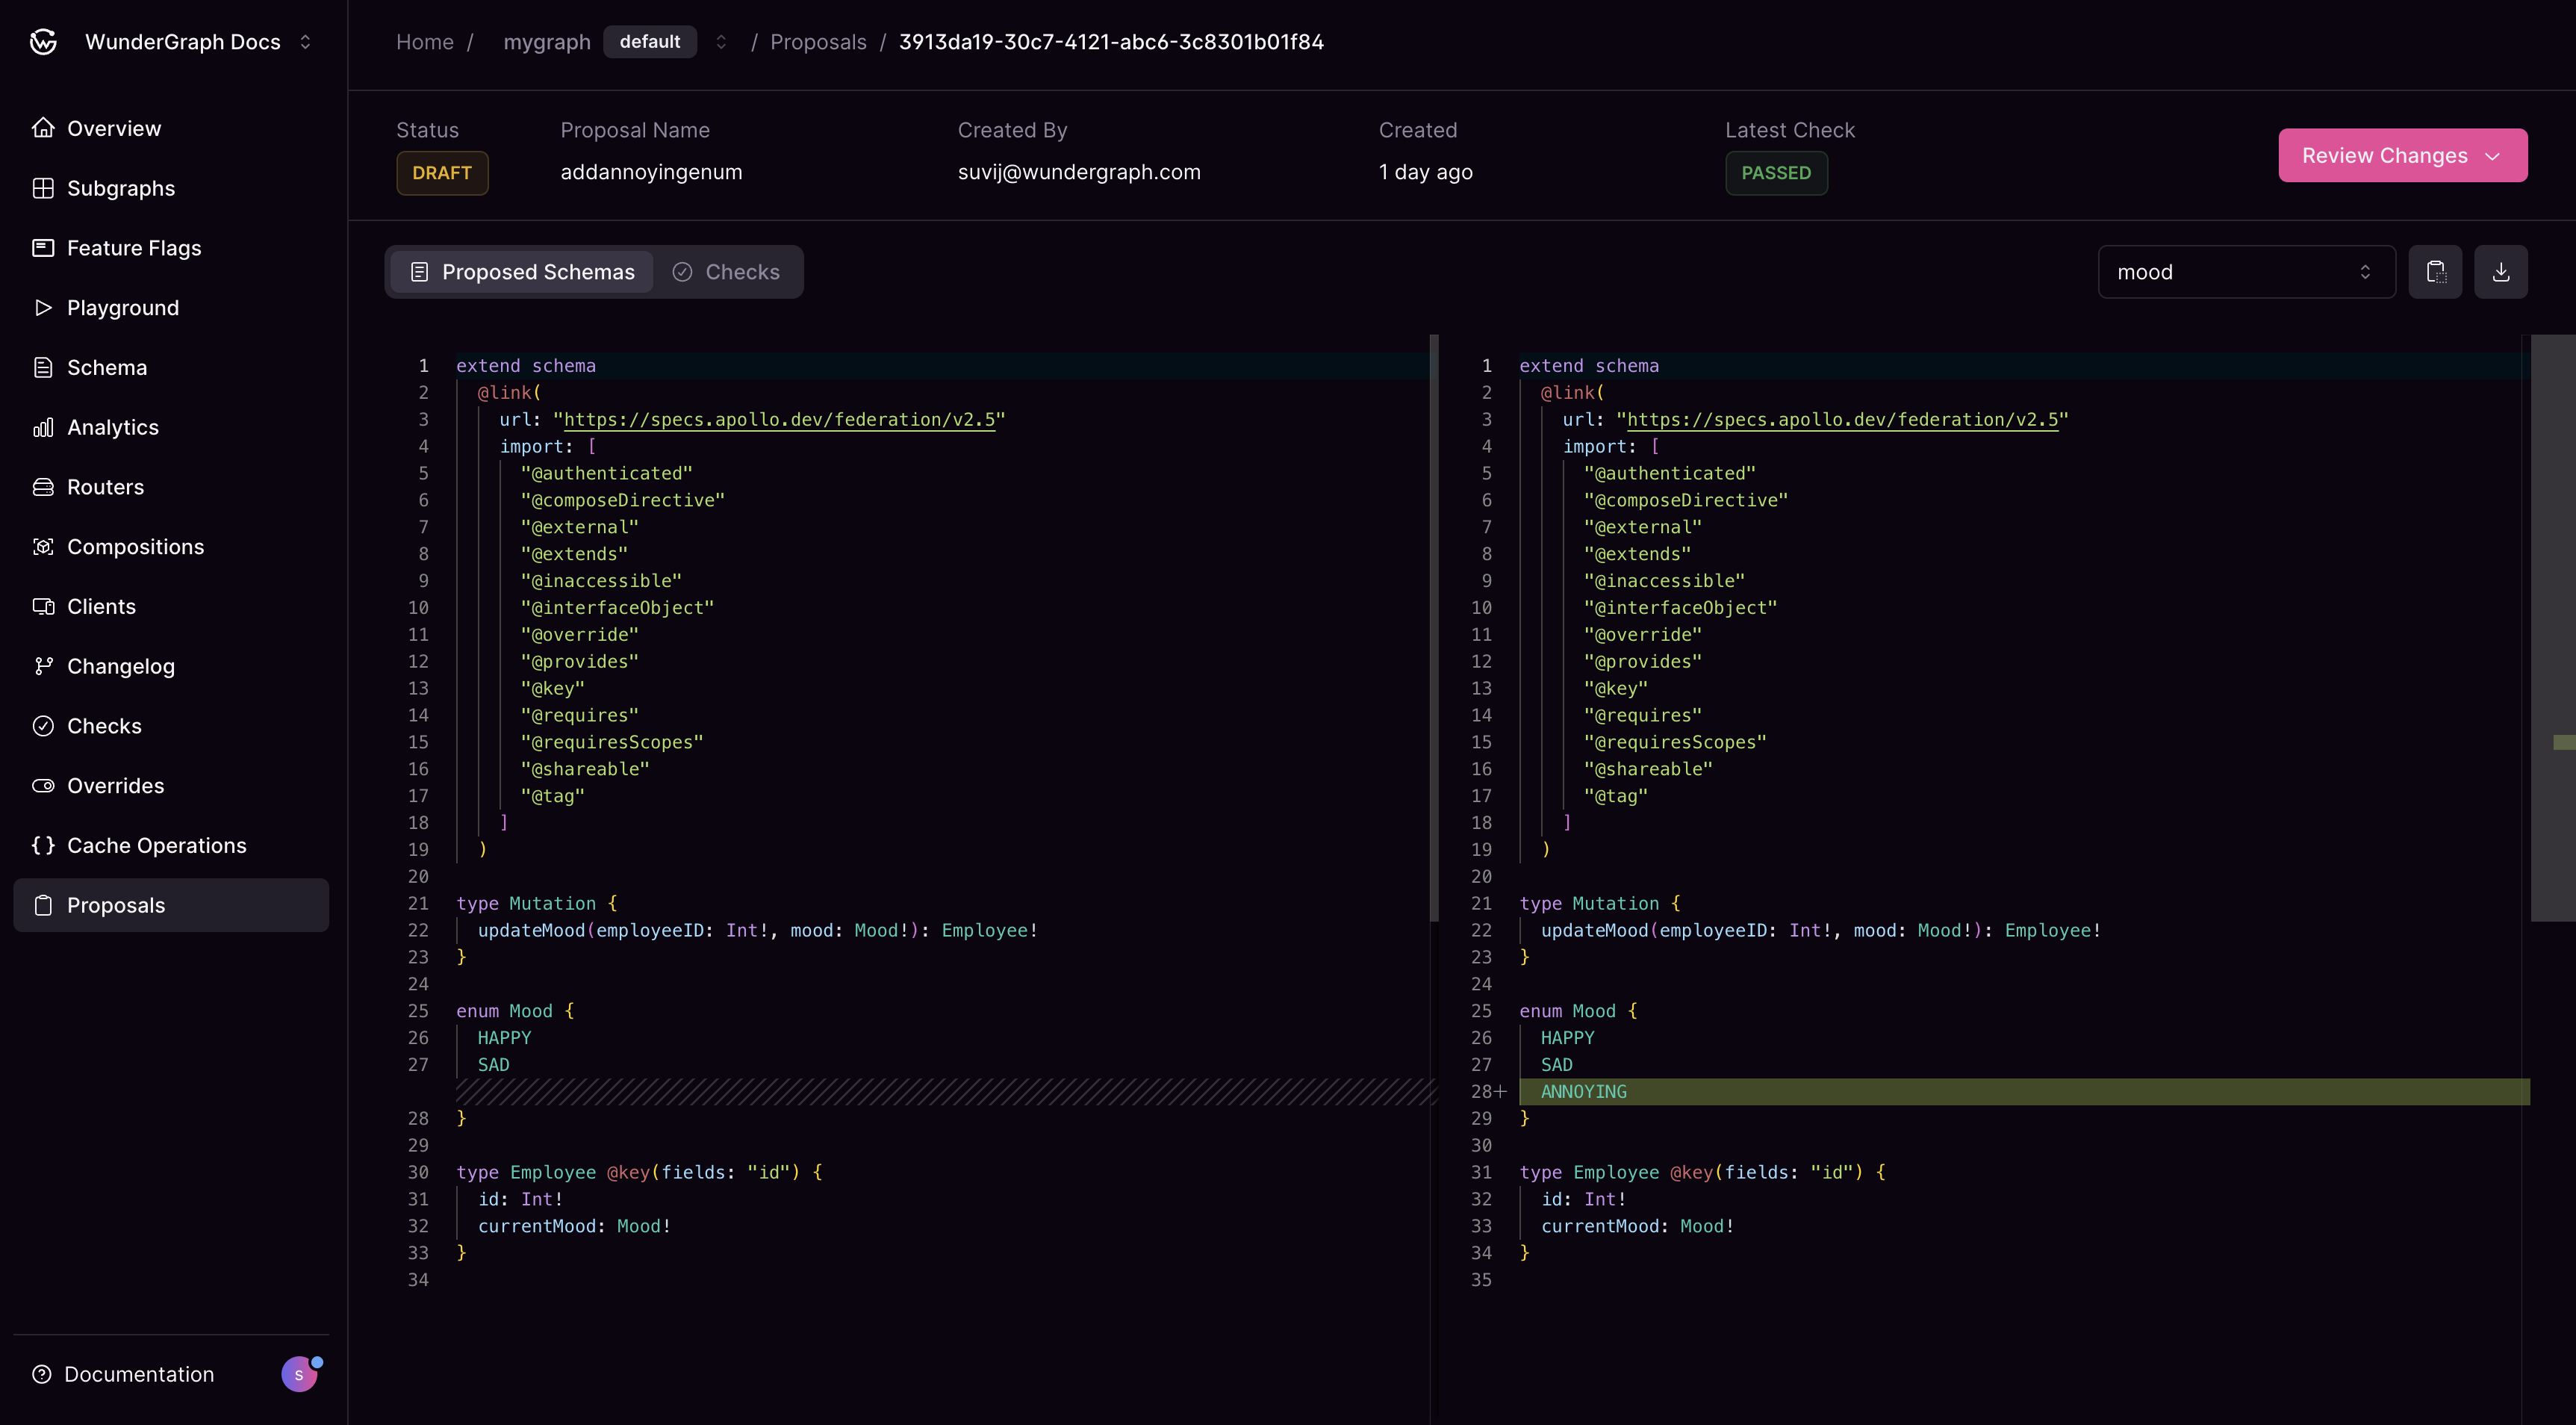 WunderGraph Docs
Overview
Subgraphs
Feature Flags
Playground
Schema
Analytics
Routers
Compositions
Clients
Changelog
Checks
Overrides
Cache Operations
Proposals
Documentation
s
Home / mygraph default / Proposals / 3913da19-30c7-4121-abc6-3c8301b01f84
Status
DRAFT
Proposal Name
addannoyingenum
Created By
suvij@wundergraph.com
Created
1 day ago
Latest Check
PASSED
Review Changes
Proposed Schemas
Checks
mood
1 extend schema
2 @link(
3 url: "https://specs.apollo.dev/federation/v2.5"
4 import: [
5 "@authenticated"
6 "@composeDirective"
7 "@external"
8 "@extends"
9 "@inaccessible"
10 "@interfaceObject"
11 "@override"
12 "@provides"
13 "@key"
14 "@requires"
15 "@requiresScopes"
16 "@shareable"
17 "@tag"
18 ]
19 )
20
21 type Mutation {
22 updateMood(employeeID: Int!, mood: Mood!): Employee!
23 }
24
25 enum Mood {
26 HAPPY
27 SAD
28 }
29
30 type Employee @key(fields: "id") {
31 id: Int!
32 currentMood: Mood!
33 }
34
1 extend schema
2 @link(
3 url: "https://specs.apollo.dev/federation/v2.5"
4 import: [
5 "@authenticated"
6 "@composeDirective"
7 "@external"
8 "@extends"
9 "@inaccessible"
10 "@interfaceObject"
11 "@override"
12 "@provides"
13 "@key"
14 "@requires"
15 "@requiresScopes"
16 "@shareable"
17 "@tag"
18 ]
19 )
20
21 type Mutation {
22 updateMood(employeeID: Int!, mood: Mood!): Employee!
23 }
24
25 enum Mood {
26 HAPPY
27 SAD
28+ ANNOYING
29 }
30
31 type Employee @key(fields: "id") {
32 id: Int!
33 currentMood: Mood!
34 }
35